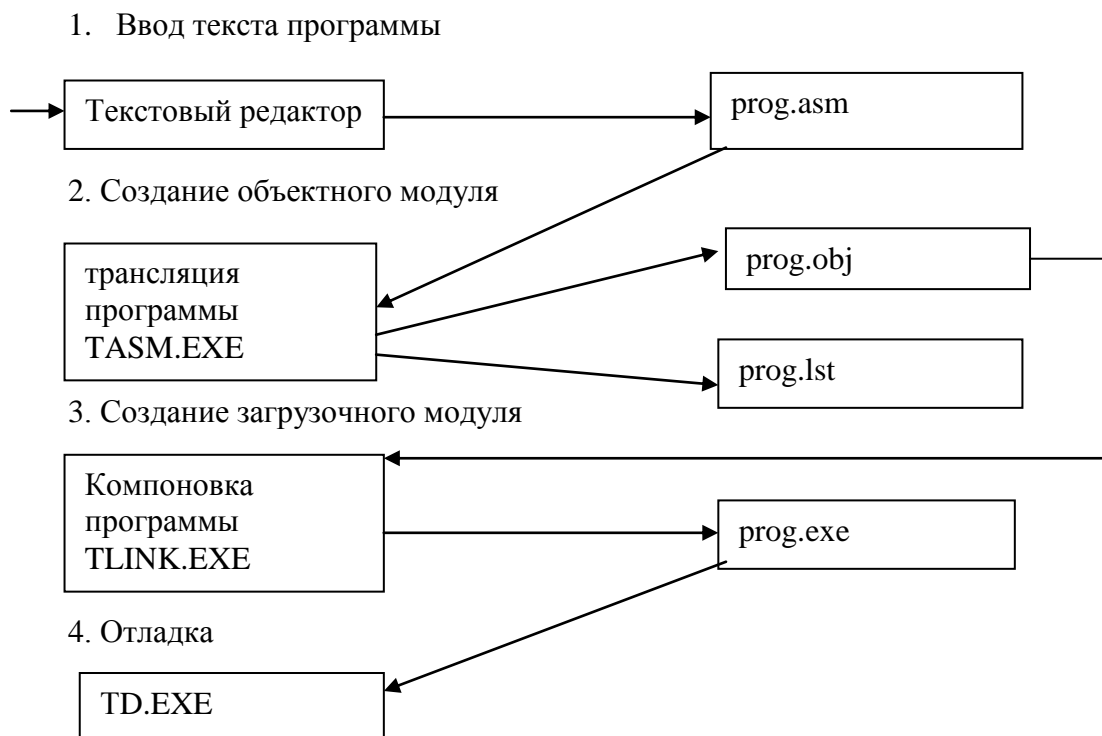 1. Ввод текста программы
Текстовый редактор
prog.asm
2. Создание объектного модуля
трансляция
программы
TASM.EXE
prog.obj
prog.lst
3. Создание загрузочного модуля
Компоновка
программы
TLINK.EXE
prog.exe
4. Отладка
TD.EXE